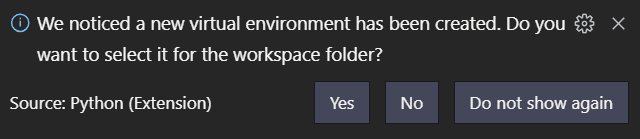 We noticed a new virtual environment has been created. Do you
want to select it for the workspace folder?
Source: Python (Extension)
Yes
No
Do not show again